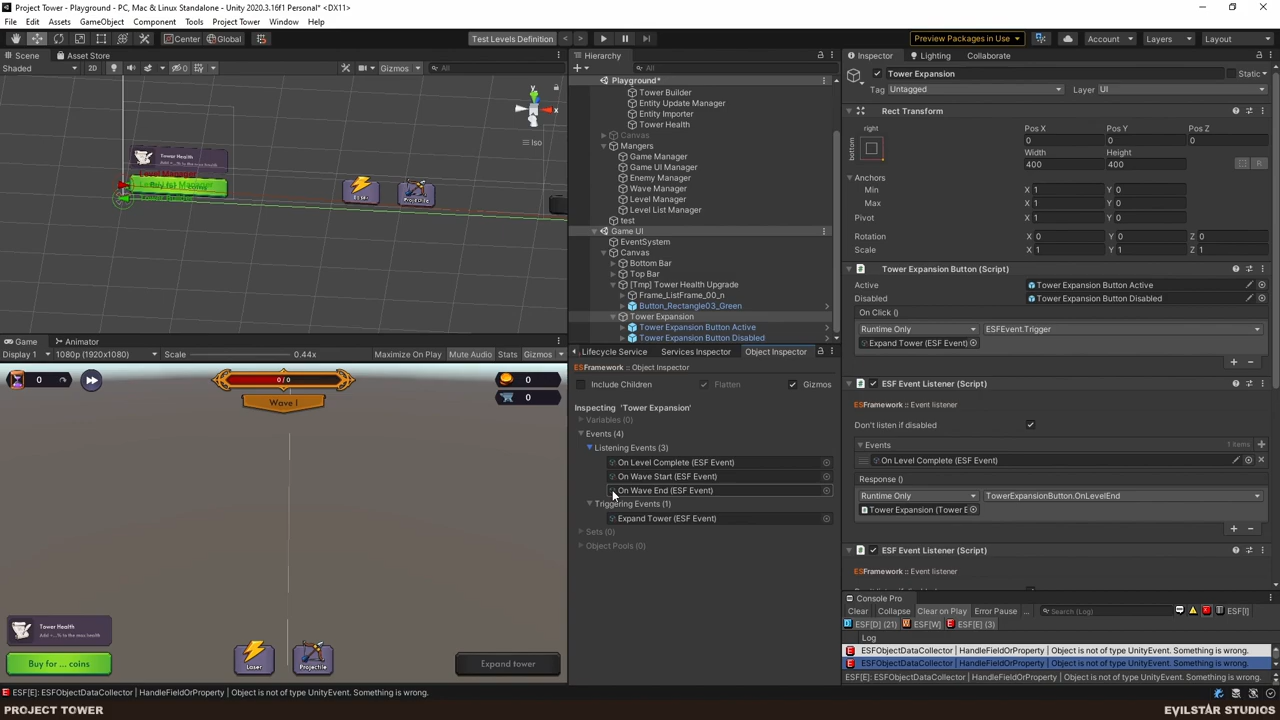 Project Tower - Playground - PC, Mac & Linux Standalone - Unity 2020.3.16f1 Personal* <DX11>
File Edit Assets GameObject Component Tools Project Tower Window Help
Center Global Test Levels Definition Preview Packages in Use Account Layers Layout
Scene Asset Store
Shaded 2D Gizmos All
Iso
Tower Health
Level Manager
Tower Builder
Laser
Projectile
Game Animator
Display 1 1080p (1920x1080) Scale 0.44x Maximize On Play Mute Audio Stats Gizmos
0
0 / 0
0
Wave I
0
Tower Health
Buy for ... coins
Laser
Projectile
Expand tower
Hierarchy
All
Playground*
Tower Builder
Entity Update Manager
Entity Importer
Tower Health
Canvas
Mangers
Game Manager
Game UI Manager
Enemy Manager
Wave Manager
Level Manager
Level List Manager
test
Game UI
EventSystem
Canvas
Bottom Bar
Top Bar
[Tmp] Tower Health Upgrade
Frame_ListFrame_00_n
Button_Rectangle03_Green
Tower Expansion
Tower Expansion Button Active
Tower Expansion Button Disabled
Lifecycle Service Services Inspector Object Inspector
ESFramework :: Object Inspector
Include Children Flatten Gizmos
Inspecting 'Tower Expansion'
Variables (0)
Events (4)
Listening Events (3)
On Level Complete (ESF Event)
On Wave Start (ESF Event)
On Wave End (ESF Event)
Triggering Events (1)
Expand Tower (ESF Event)
Sets (0)
Object Pools (0)
Inspector Lighting Collaborate
Tower Expansion Static
Tag Untagged Layer UI
Rect Transform
right Pos X Pos Y Pos Z
bottom 0 0 0
Width Height
400 400 R
Anchors
Min X 1 Y 0
Max X 1 Y 0
Pivot X 1 Y 0
Rotation X 0 Y 0 Z 0
Scale X 1 Y 1 Z 1
Tower Expansion Button (Script)
Active Tower Expansion Button Active
Disabled Tower Expansion Button Disabled
On Click ()
Runtime Only ESFEvent.Trigger
Expand Tower (ESF Event)
ESF Event Listener (Script)
ESFramework :: Event listener
Don't listen if disabled
Events 1 Items
On Level Complete (ESF Event)
Response ()
Runtime Only TowerExpansionButton.OnLevelEnd
Tower Expansion (Tower E
ESF Event Listener (Script)
ESFramework :: Event listener
Console Pro
Clear Collapse Clear on Play Error Pause ... Search (Log) ESF[I]
ESF[D] (21) ESF[W] ESF[E] (3)
Log
ESFObjectDataCollector | HandleFieldOrProperty | Object is not of type UnityEvent. Something is wrong.
ESFObjectDataCollector | HandleFieldOrProperty | Object is not of type UnityEvent. Something is wrong.
ESF[E]: ESFObjectDataCollector | HandleFieldOrProperty | Object is not of type UnityEvent. Something is wrong.
ESF[E]: ESFObjectDataCollector | HandleFieldOrProperty | Object is not of type UnityEvent. Something is wrong.
PROJECT TOWER EVILSTAR STUDIOS